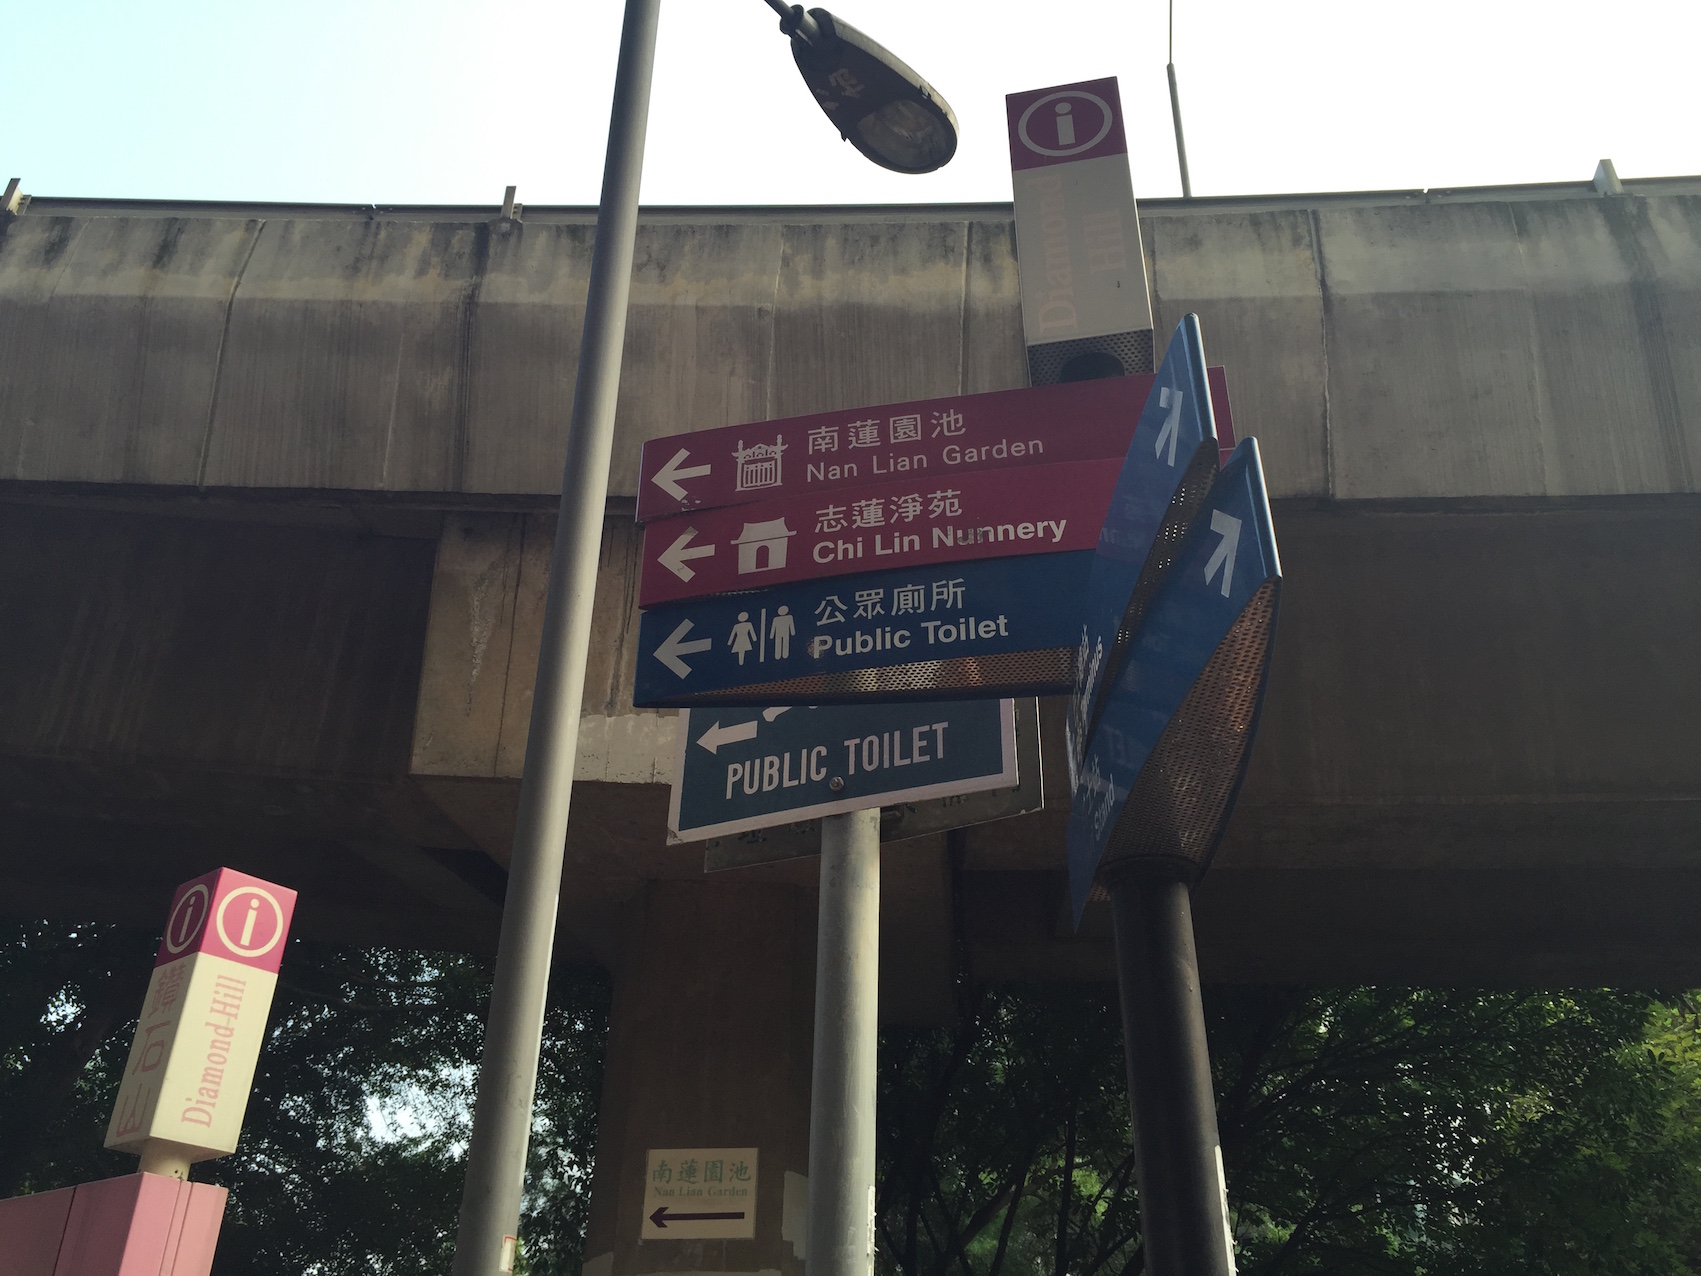 i
Diamond
Hill
南蓮園池
Nan Lian Garden
志蓮淨苑
Chi Lin Nunnery
公眾廁所
Public Toilet
PUBLIC TOILET
i
i
鑽石山
Diamond Hill
南蓮園池
Nan Lian Garden